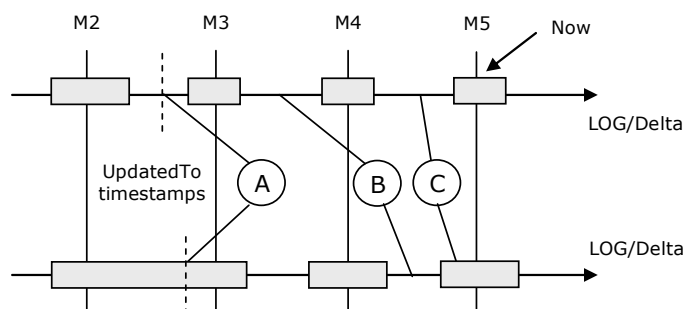 M2 M3 M4 M5 Now
LOG/Delta
UpdatedTo
timestamps
A B C
LOG/Delta